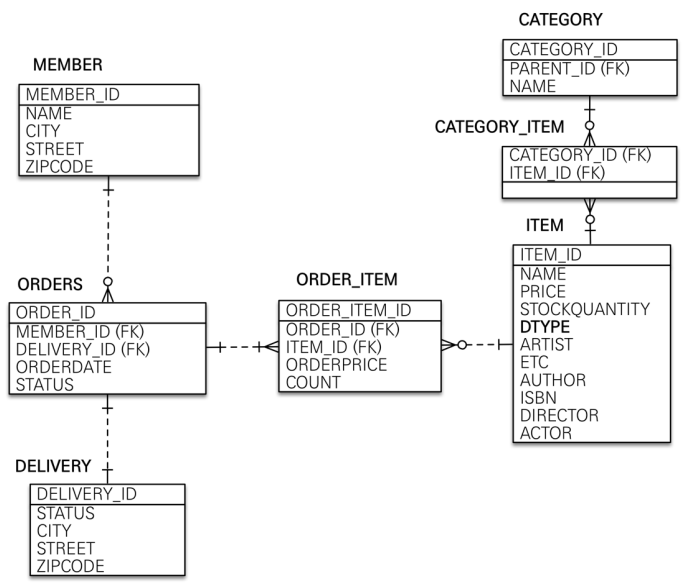 CATEGORY
CATEGORY_ID
PARENT_ID (FK)
NAME
MEMBER
MEMBER_ID
NAME
CITY
STREET
ZIPCODE
CATEGORY_ITEM
CATEGORY_ID (FK)
ITEM_ID (FK)
ORDERS
ORDER_ID
MEMBER_ID (FK)
DELIVERY_ID (FK)
ORDERDATE
STATUS
ORDER_ITEM
ORDER_ITEM_ID
ORDER_ID (FK)
ITEM_ID (FK)
ORDERPRICE
COUNT
ITEM
ITEM_ID
NAME
PRICE
STOCKQUANTITY
DTYPE
ARTIST
ETC
AUTHOR
ISBN
DIRECTOR
ACTOR
DELIVERY
DELIVERY_ID
STATUS
CITY
STREET
ZIPCODE